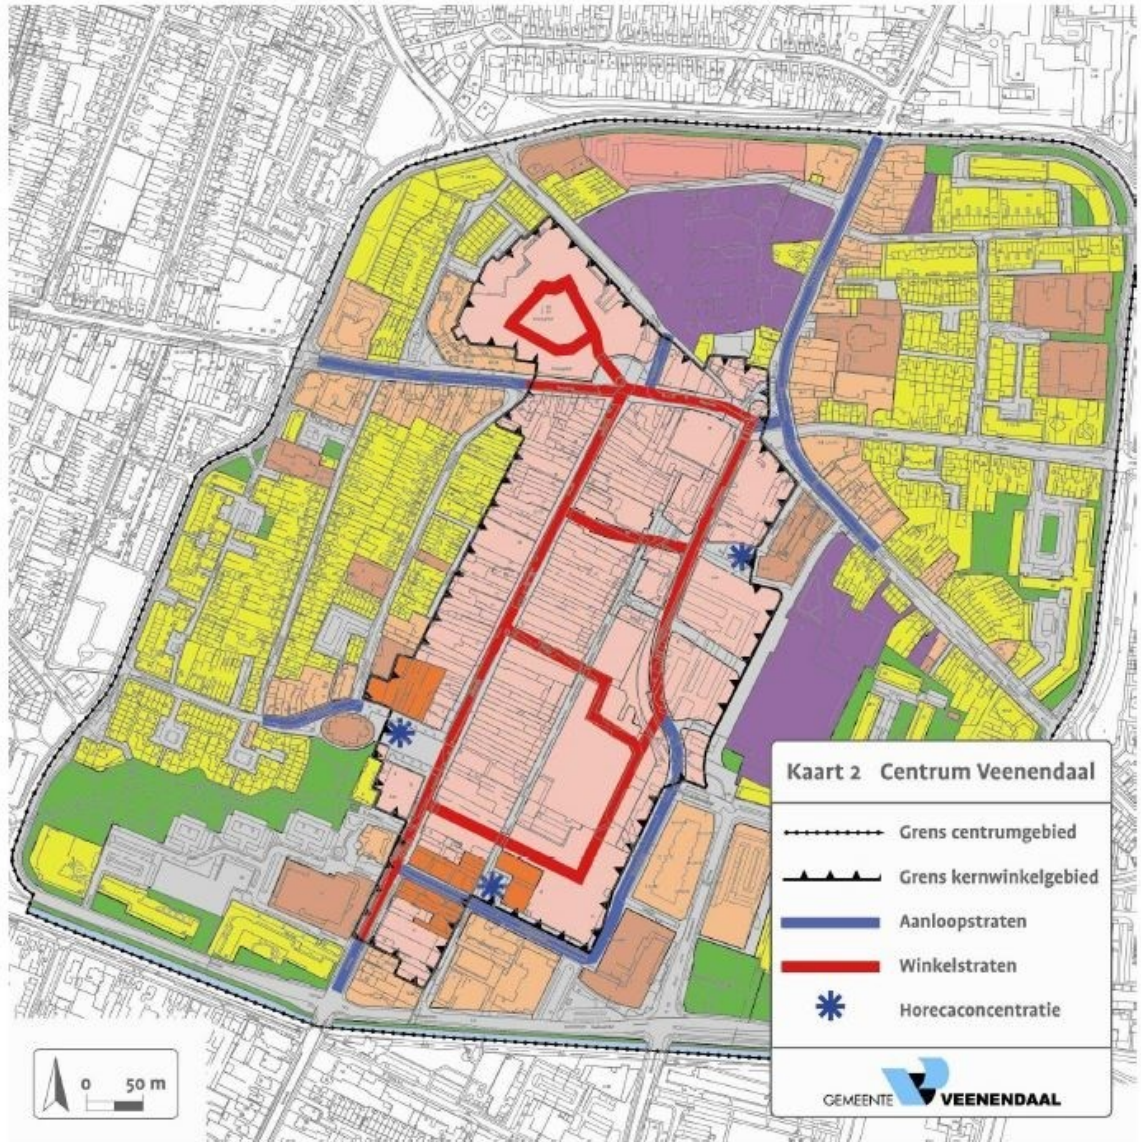 Kaart 2 Centrum Veenendaal
Grens centrumgebied
Grens kernwinkelgebied
Aanloopstraten
Winkelstraten
Horecaconcentratie
GEMEENTE VEENENDAAL
0 50 m